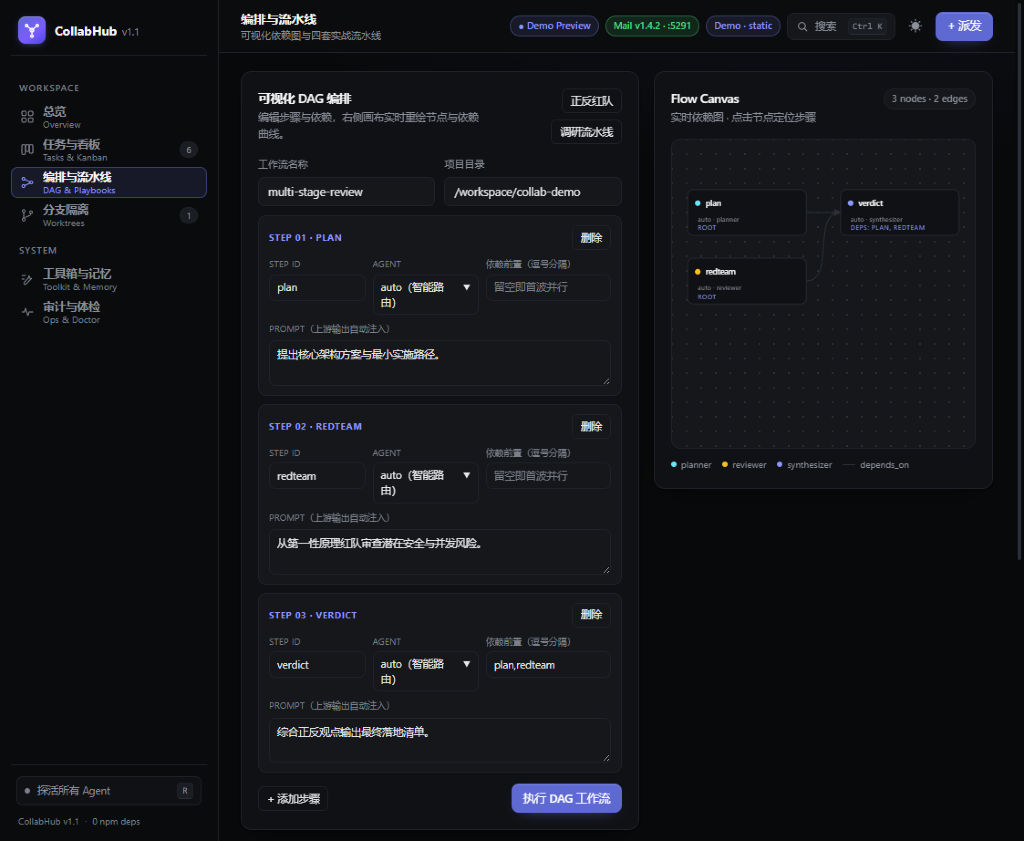 CollabHub v1.1
WORKSPACE
总览
Overview
任务与看板
Tasks & Kanban
6
编排与流水线
DAG & Playbooks
分支隔离
Worktrees
1
SYSTEM
工具箱与记忆
Toolkit & Memory
审计与体检
Ops & Doctor
探活所有 Agent
R
CollabHub v1.1 · 0 npm deps
编排与流水线
可视化依赖图与四套实战流水线
Demo Preview
Mail v1.4.2 · :5291
Demo · static
搜索
Ctrl K
+ 派发
可视化 DAG 编排
编辑步骤与依赖，右侧画布实时重绘节点与依赖
曲线。
正反红队
调研流水线
工作流名称
项目目录
multi-stage-review
/workspace/collab-demo
STEP 01 · PLAN
删除
STEP ID
AGENT
依赖前置（逗号分隔）
plan
auto（智能路
由）
留空即首波并行
PROMPT（上游输出自动注入）
提出核心架构方案与最小实施路径。
STEP 02 · REDTEAM
删除
STEP ID
AGENT
依赖前置（逗号分隔）
redteam
auto（智能路
由）
留空即首波并行
PROMPT（上游输出自动注入）
从第一性原理红队审查潜在安全与并发风险。
STEP 03 · VERDICT
删除
STEP ID
AGENT
依赖前置（逗号分隔）
verdict
auto（智能路
由）
plan,redteam
PROMPT（上游输出自动注入）
综合正反观点输出最终落地清单。
+ 添加步骤
执行 DAG 工作流
Flow Canvas
3 nodes · 2 edges
实时依赖图 · 点击节点定位步骤
plan
auto · planner
ROOT
verdict
auto · synthesizer
DEPS: PLAN, REDTEAM
redteam
auto · reviewer
ROOT
planner
reviewer
synthesizer
depends_on